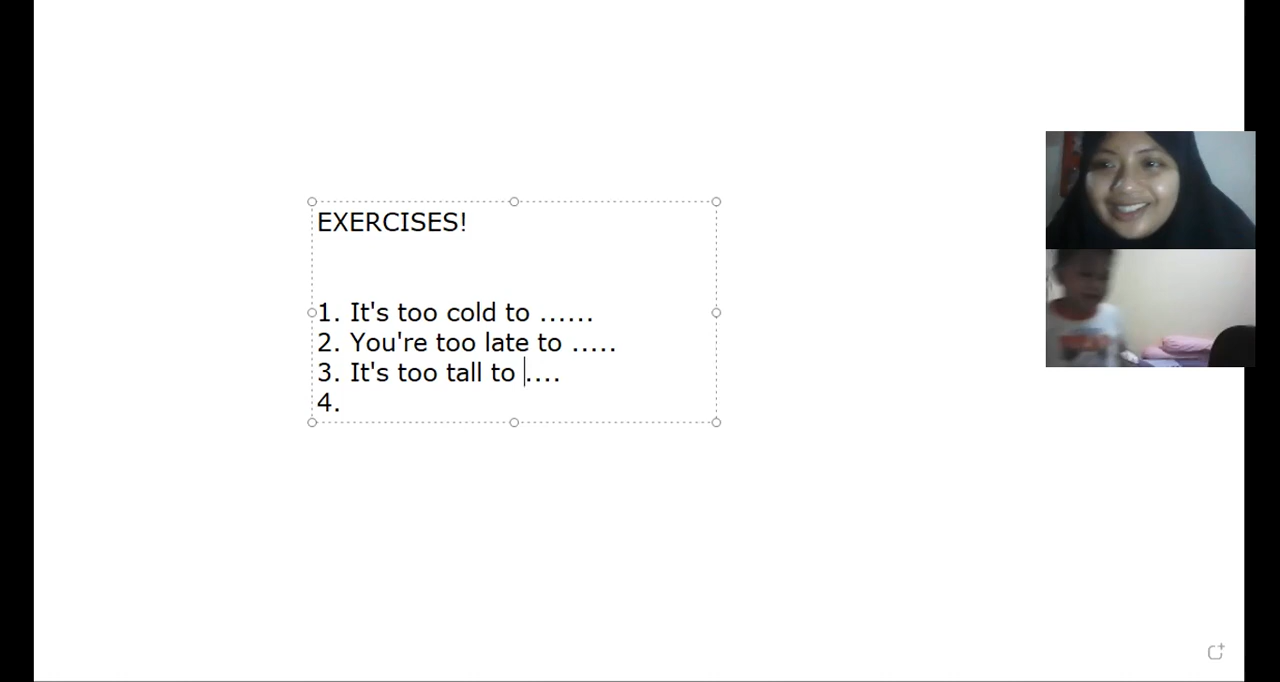 EXERCISES!
1. It's too cold to ......
2. You're too late to .....
3. It's too tall to ....
4.